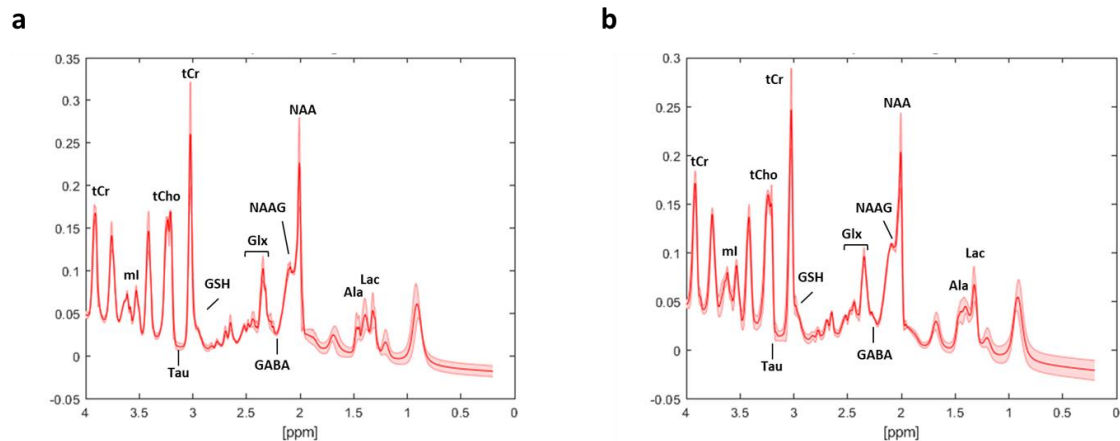 a
b
0.35
0.3
0.25
0.2
0.15
0.1
0.05
0
-0.05
4
3.5
3
2.5
2
1.5
1
0.5
0
[ppm]
tCr
mI
tCho
tCr
Tau
GSH
Glx
NAAG
GABA
NAA
Ala
Lac
0.3
0.25
0.2
0.15
0.1
0.05
0
-0.05
4
3.5
3
2.5
2
1.5
1
0.5
0
[ppm]
tCr
mI
tCho
tCr
Tau
GSH
Glx
NAAG
GABA
NAA
Ala
Lac